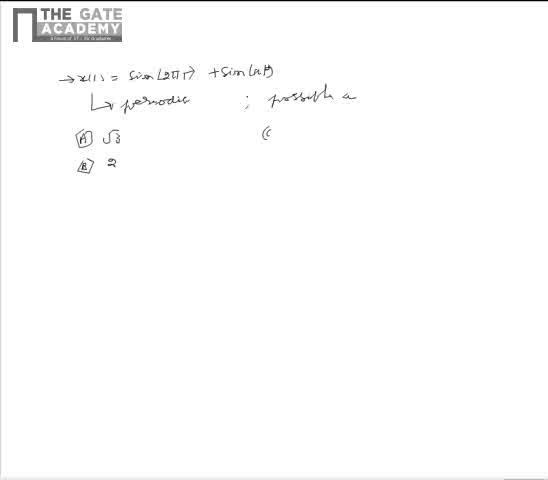 THE GATE
ACADEMY
→ x(t) = sin(2πt) + sin(at)
↳ periodic ; possible a
(A) √3 (C
(B) 2